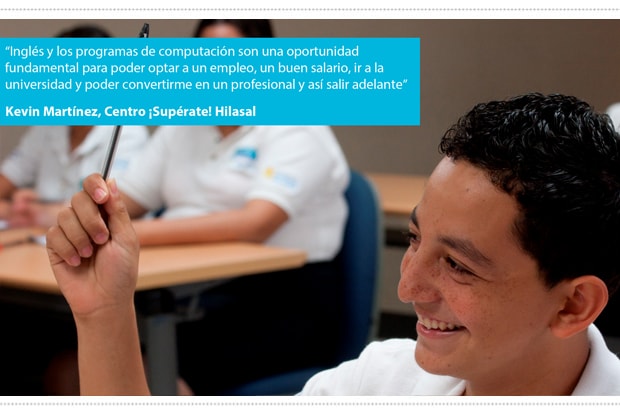 “Inglés y los programas de computación son una oportunidad
fundamental para poder optar a un empleo, un buen salario, ir a la
universidad y poder convertirme en un profesional y así salir adelante”
Kevin Martínez, Centro ¡Supérate! Hilasal